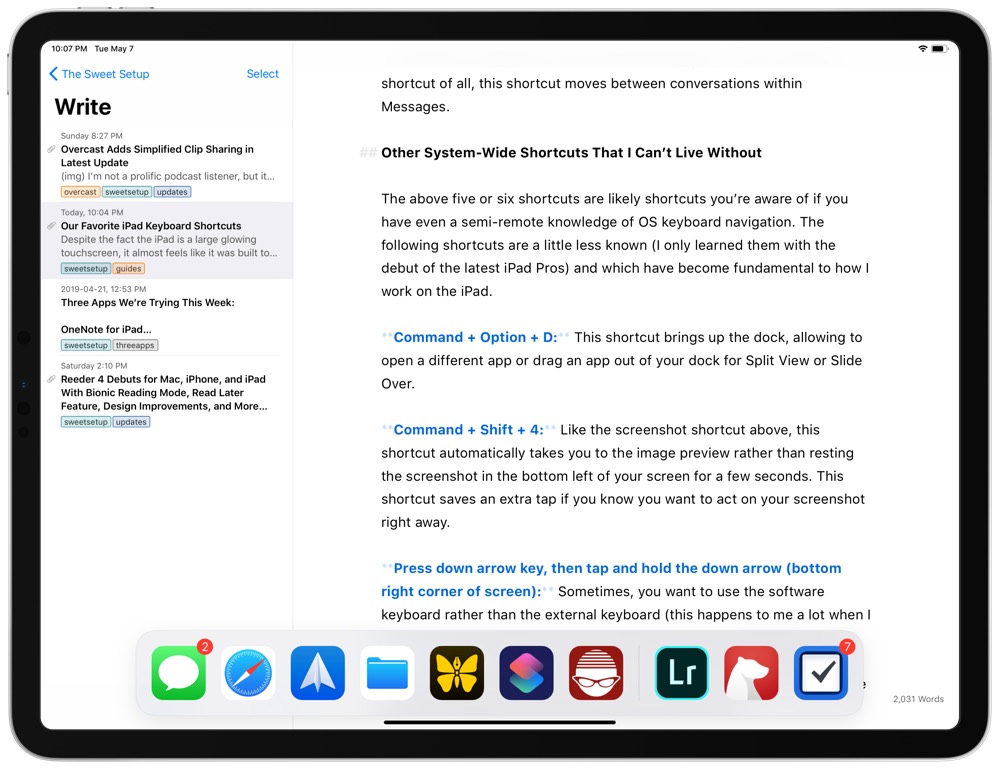 10:07 PM Tue May 7
The Sweet Setup
Select
Write
Sunday 8:27 PM
Overcast Adds Simplified Clip Sharing in
Latest Update
(img) I'm not a prolific podcast listener, but it...
overcast sweetsetup updates
Today, 10:04 PM
Our Favorite iPad Keyboard Shortcuts
Despite the fact the iPad is a large glowing
touchscreen, it almost feels like it was built to...
sweetsetup guides
2019-04-21, 12:53 PM
Three Apps We're Trying This Week:
OneNote for iPad...
sweetsetup threeapps
Saturday 2:10 PM
Reeder 4 Debuts for Mac, iPhone, and iPad
With Bionic Reading Mode, Read Later
Feature, Design Improvements, and More...
sweetsetup updates
shortcut of all, this shortcut moves between conversations within
Messages.
## Other System-Wide Shortcuts That I Can't Live Without
The above five or six shortcuts are likely shortcuts you're aware of if you
have even a semi-remote knowledge of OS keyboard navigation. The
following shortcuts are a little less known (I only learned them with the
debut of the latest iPad Pros) and which have become fundamental to how I
work on the iPad.
**Command + Option + D:** This shortcut brings up the dock, allowing to
open a different app or drag an app out of your dock for Split View or Slide
Over.
**Command + Shift + 4:** Like the screenshot shortcut above, this
shortcut automatically takes you to the image preview rather than resting
the screenshot in the bottom left of your screen for a few seconds. This
shortcut saves an extra tap if you know you want to act on your screenshot
right away.
**Press down arrow key, then tap and hold the down arrow (bottom
right corner of screen):** Sometimes, you want to use the software
keyboard rather than the external keyboard (this happens to me a lot when I
2
Lr
7
e
2,031 Words